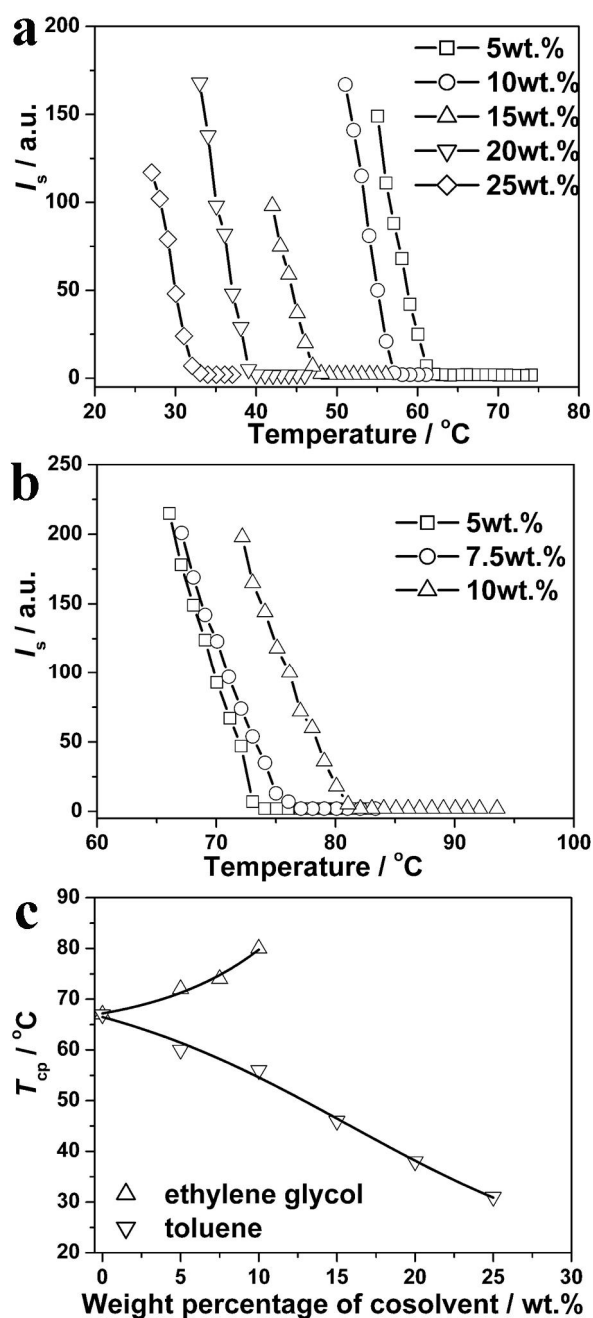 a
200
150
100
50
0
I_s / a.u.
5wt.%
10wt.%
15wt.%
20wt.%
25wt.%
20 30 40 50 60 70 80
Temperature / °C
b
250
200
150
100
50
0
I_s / a.u.
5wt.%
7.5wt.%
10wt.%
60 70 80 90 100
Temperature / °C
c
90
80
70
60
50
40
30
20
T_cp / °C
ethylene glycol
toluene
0 5 10 15 20 25 30
Weight percentage of cosolvent / wt.%